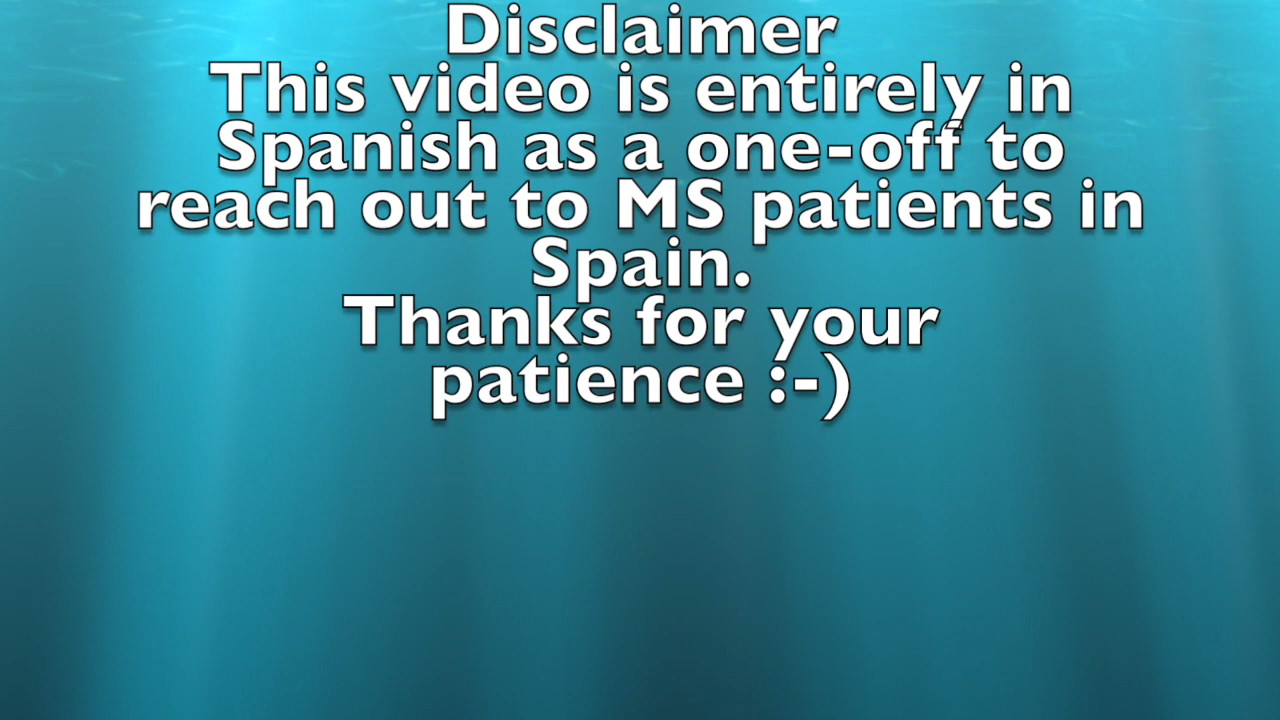 Disclaimer
This video is entirely in
Spanish as a one-off to
reach out to MS patients in
Spain.
Thanks for your
patience :-)